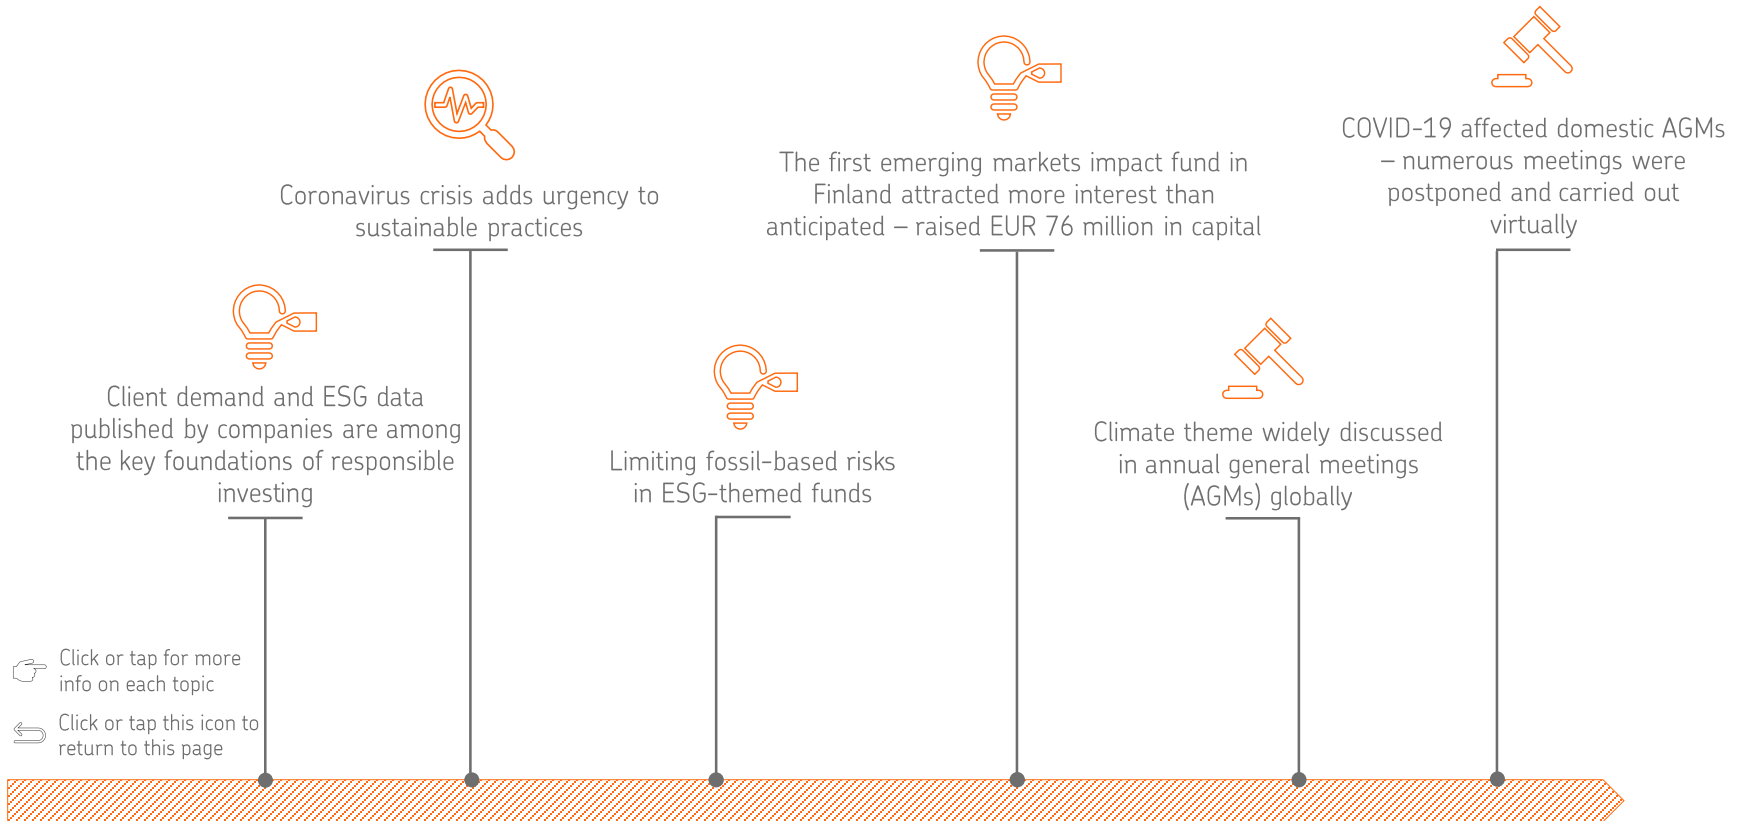 Client demand and ESG data
published by companies are among
the key foundations of responsible
investing
Coronavirus crisis adds urgency to
sustainable practices
Limiting fossil-based risks
in ESG-themed funds
The first emerging markets impact fund in
Finland attracted more interest than
anticipated – raised EUR 76 million in capital
Climate theme widely discussed
in annual general meetings
(AGMs) globally
COVID-19 affected domestic AGMs
– numerous meetings were
postponed and carried out
virtually
Click or tap for more
info on each topic
Click or tap this icon to
return to this page